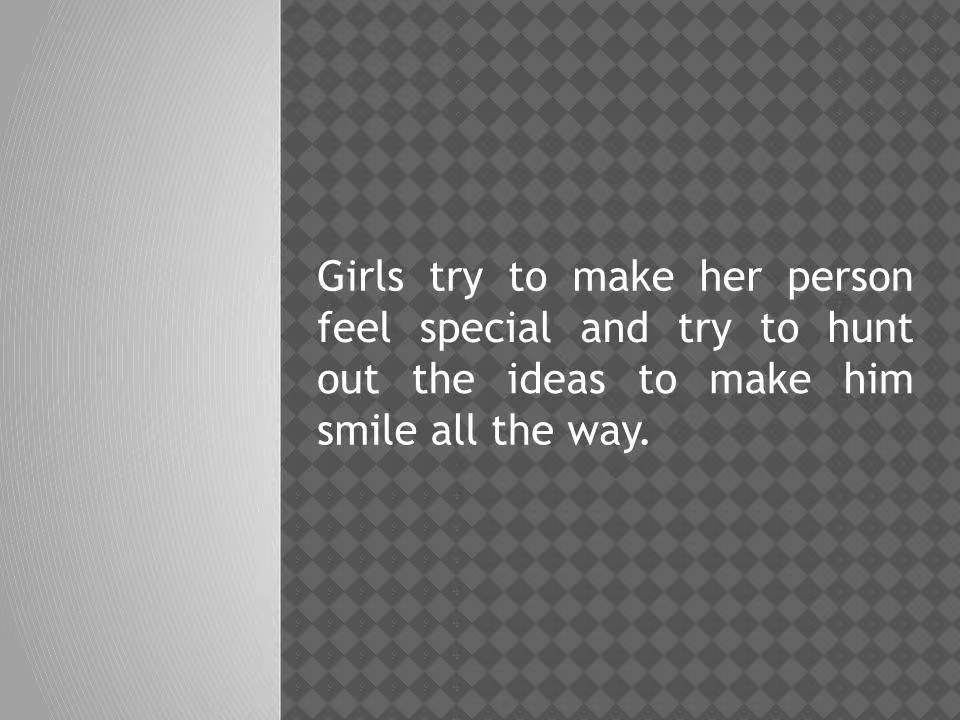 Girls try to make her person
feel special and try to hunt
out the ideas to make him
smile all the way.